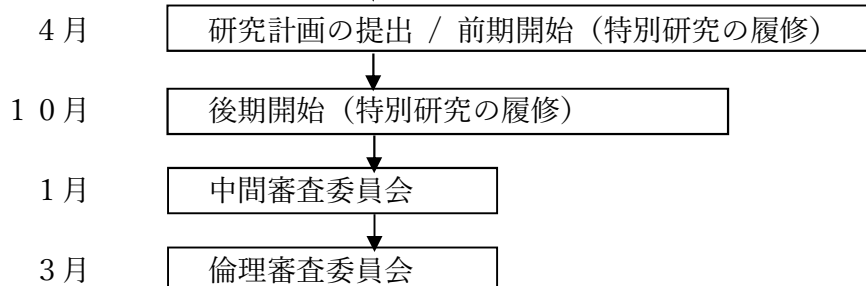 4月 研究計画の提出 / 前期開始（特別研究の履修）
10月 後期開始（特別研究の履修）
1月 中間審査委員会
3月 倫理審査委員会